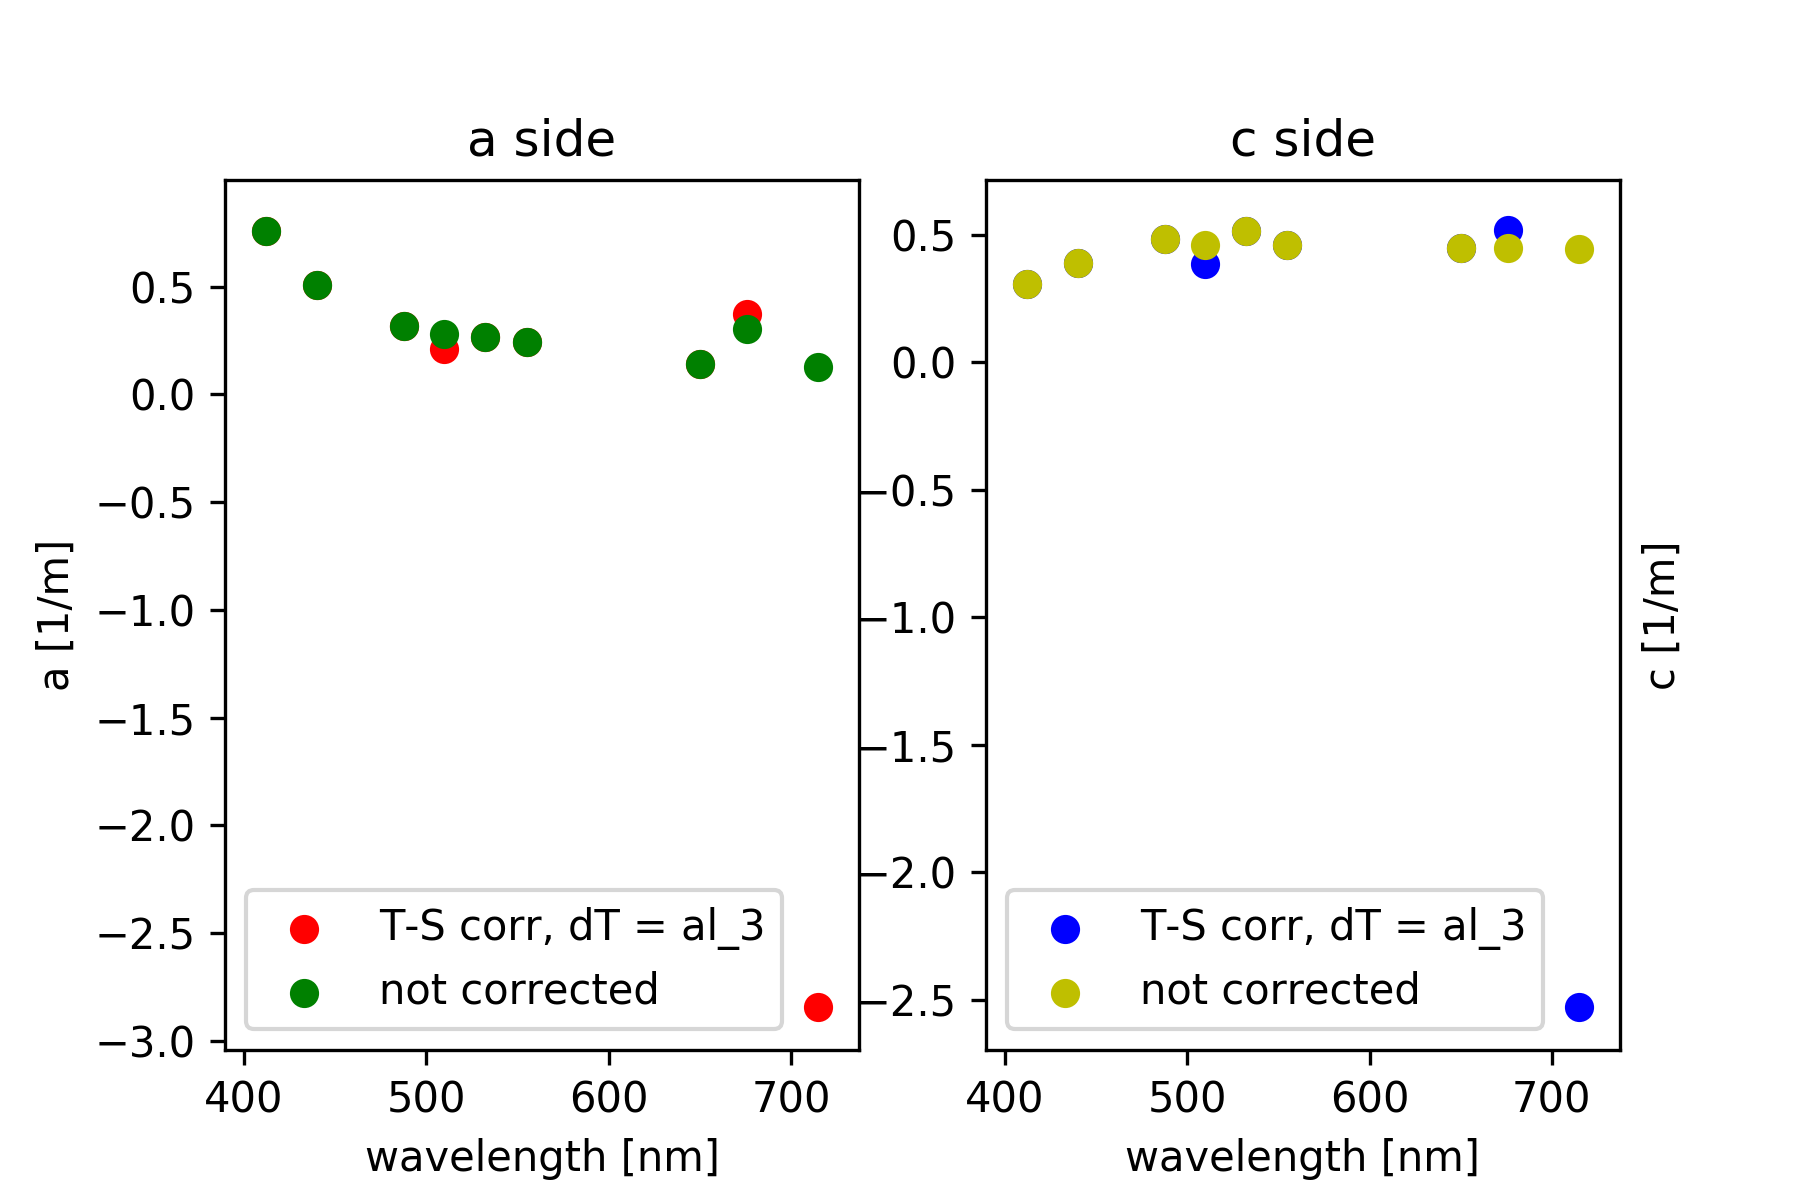 a side
0.5
0.0
−0.5
−1.0
−1.5
−2.0
−2.5
−3.0
a [1/m]
T-S corr, dT = al_3
not corrected
400 500 600 700
wavelength [nm]
c side
0.5
0.0
−0.5
−1.0
−1.5
−2.0
−2.5
c [1/m]
T-S corr, dT = al_3
not corrected
400 500 600 700
wavelength [nm]